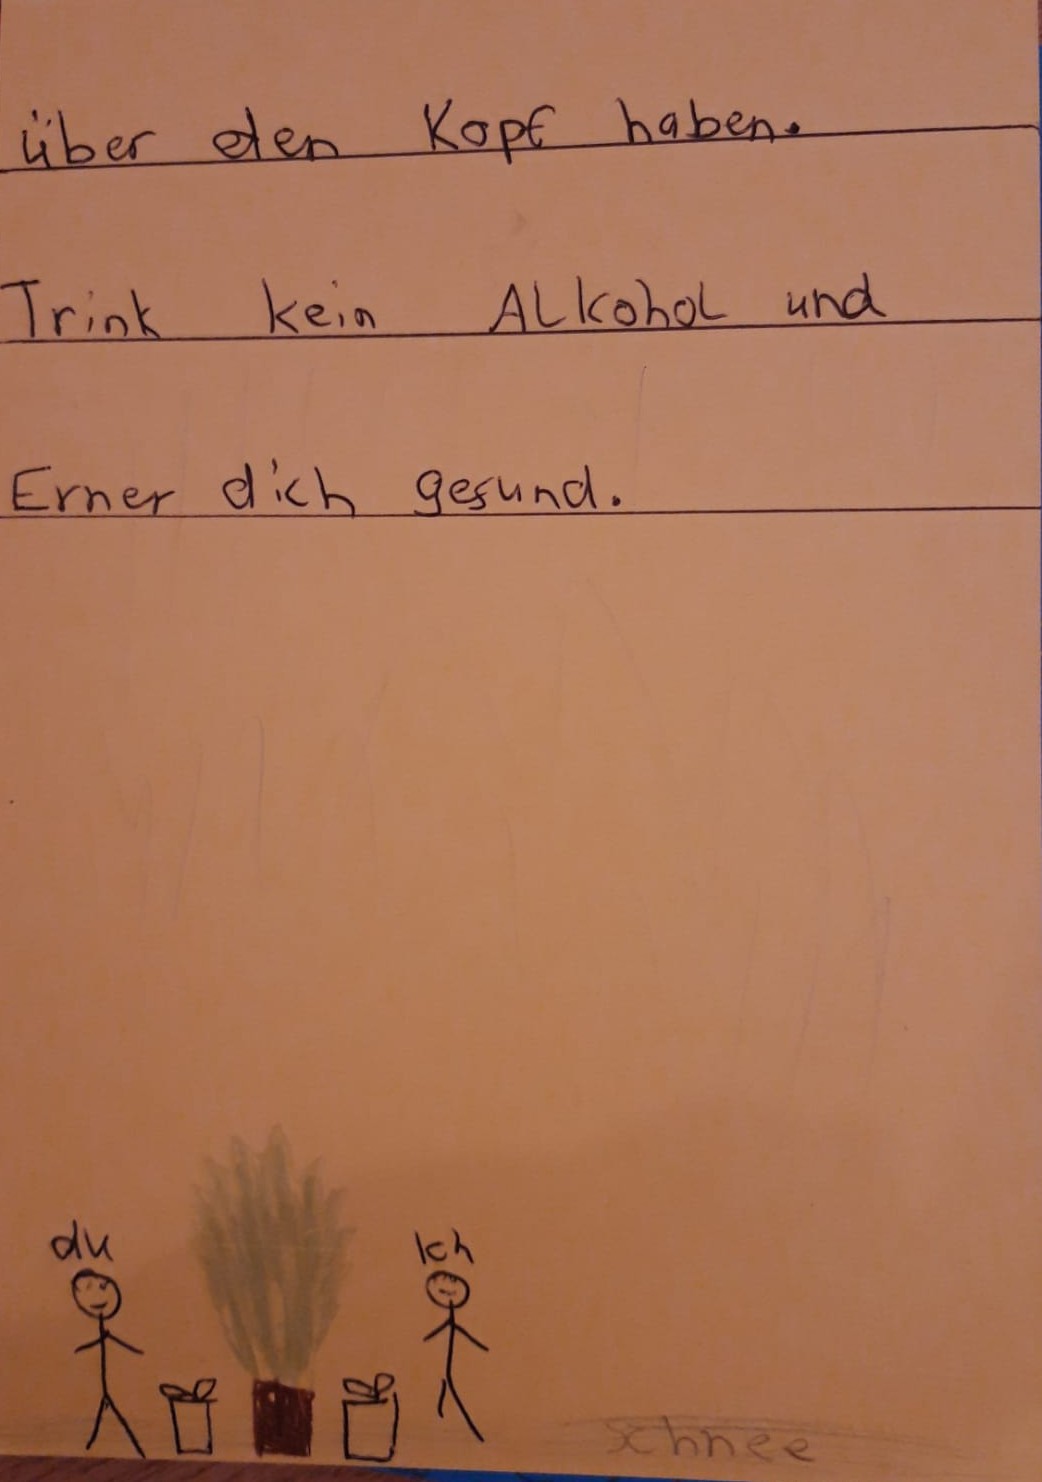 über den Kopf haben.
Trink kein Alkohol und
Erner dich gesund.
du
Ich
schnee